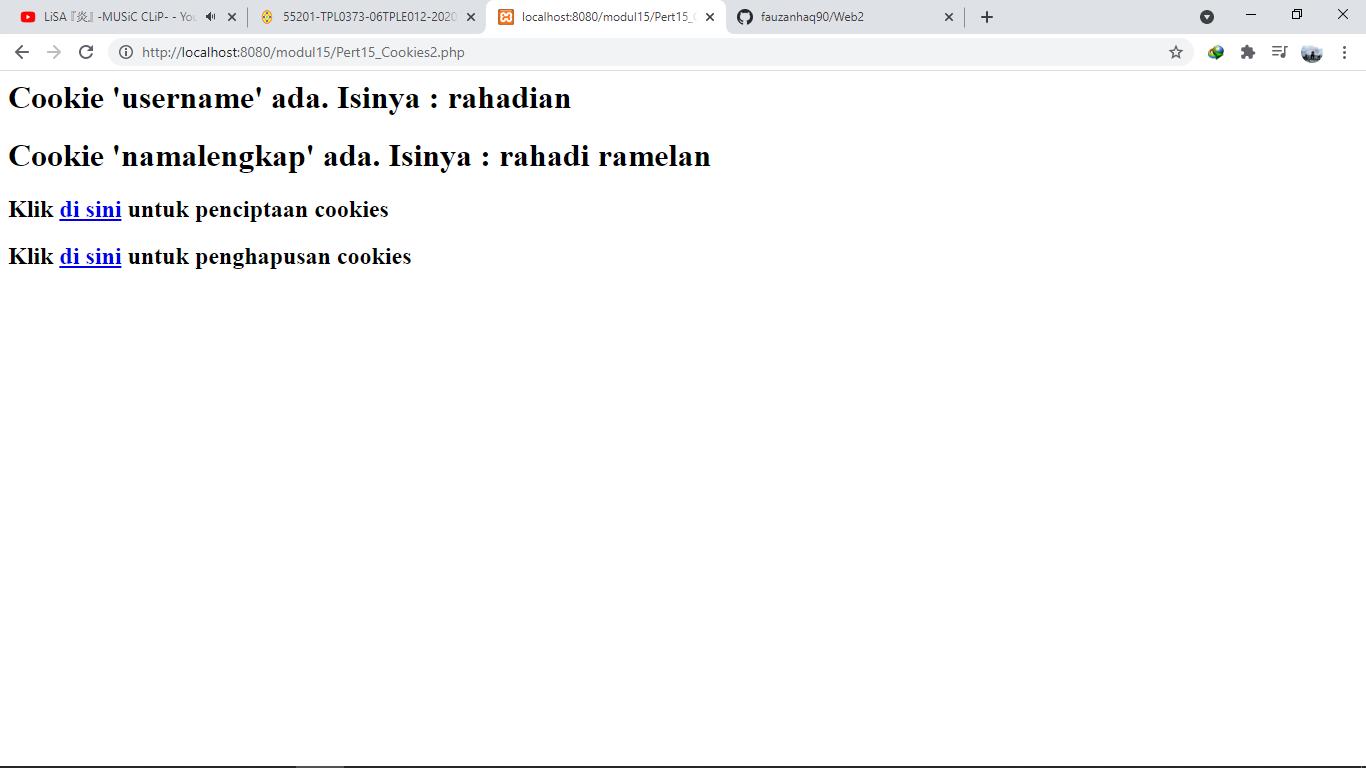 LiSA『炎』-MUSiC CLiP- - You
55201-TPL0373-06TPLE012-2020
localhost:8080/modul15/Pert15_
fauzanhaq90/Web2
http://localhost:8080/modul15/Pert15_Cookies2.php
Cookie 'username' ada. Isinya : rahadian
Cookie 'namalengkap' ada. Isinya : rahadi ramelan
Klik di sini untuk penciptaan cookies
Klik di sini untuk penghapusan cookies